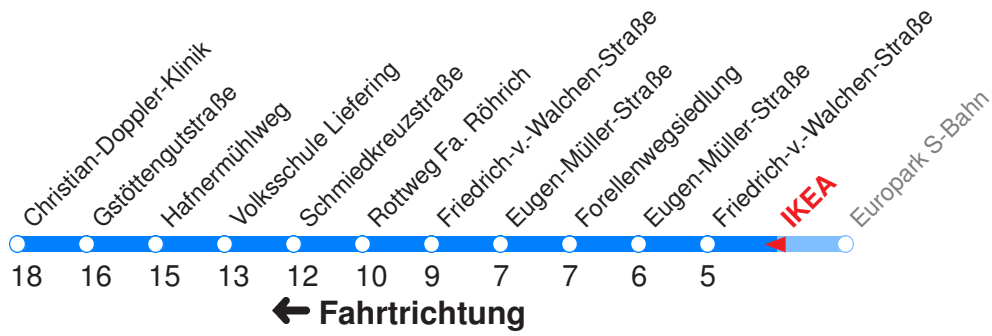 Christian-Doppler-Klinik
Gstöttengutstraße
Hafnermühlweg
Volksschule Liefering
Schmiedkreuzstraße
Rottweg Fa. Röhrich
Friedrich-v.-Walchen-Straße
Eugen-Müller-Straße
Forellenwegsiedlung
Eugen-Müller-Straße
Friedrich-v.-Walchen-Straße
IKEA
Europark S-Bahn
18 16 15 13 12 10 9 7 7 6 5
Fahrtrichtung